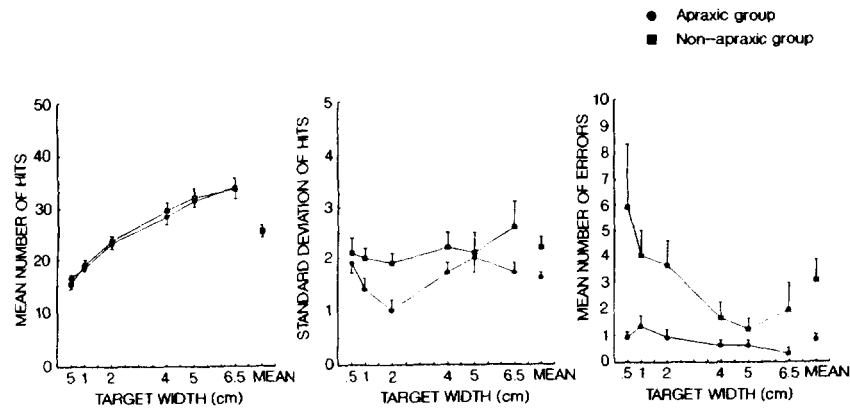 Apraxic group
Non--apraxic group
MEAN NUMBER OF HITS
50
40
30
20
10
0
.5 1 2 4 5 6.5 MEAN
TARGET WIDTH (cm)
STANDARD DEVIATION OF HITS
5
4
3
2
1
0
.5 1 2 4 5 6.5 MEAN
TARGET WIDTH (cm)
MEAN NUMBER OF ERRORS
10
9
8
7
6
5
4
3
2
1
0
.5 1 2 4 5 6.5 MEAN
TARGET WIDTH (cm)